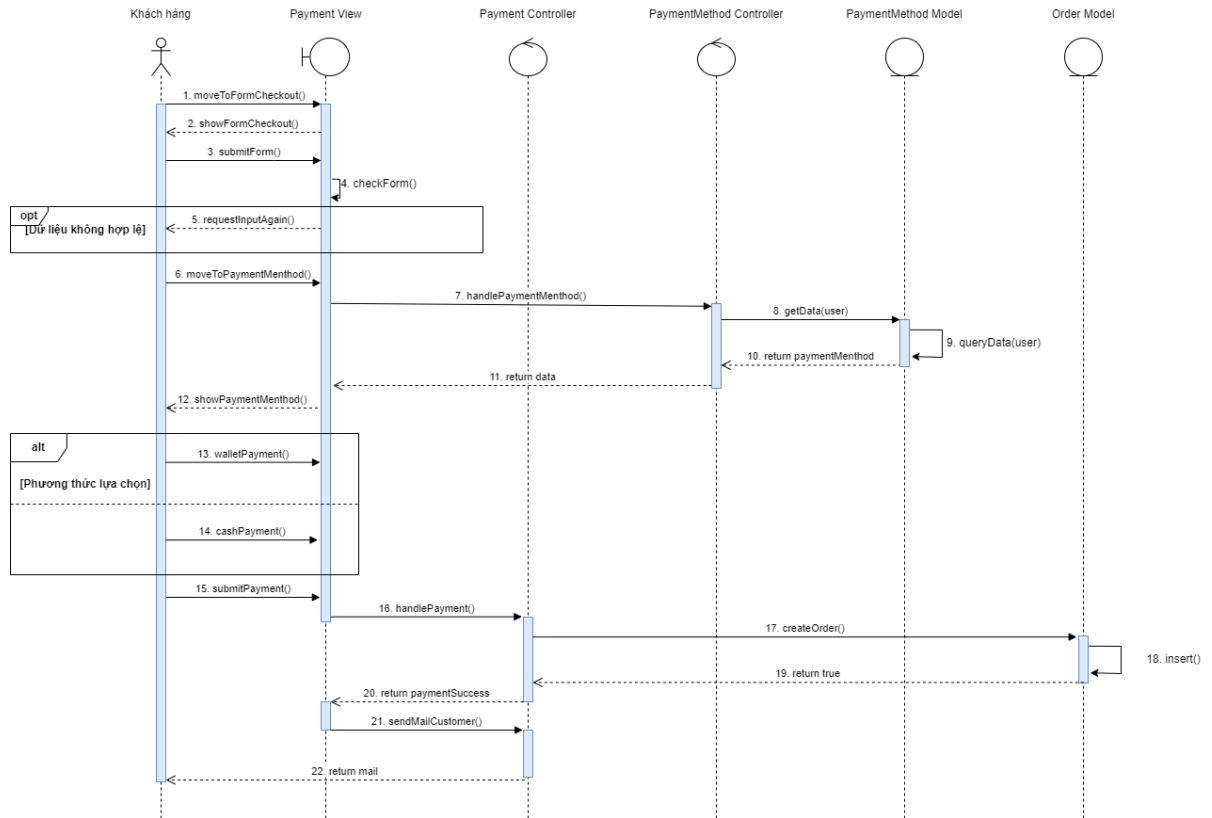 Khách hàng
Payment View
Payment Controller
PaymentMethod Controller
PaymentMethod Model
Order Model
1. moveToFormCheckout()
2. showFormCheckout()
3. submitForm()
4. checkForm()
opt
5. requestInputAgain()
[Dữ liệu không hợp lệ]
6. moveToPaymentMenthod()
7. handlePaymentMenthod()
8. getData(user)
9. queryData(user)
10. return paymentMenthod
11. return data
12. showPaymentMenthod()
alt
13. walletPayment()
[Phương thức lựa chọn]
14. cashPayment()
15. submitPayment()
16. handlePayment()
17. createOrder()
18. insert()
19. return true
20. return paymentSuccess
21. sendMailCustomer()
22. return mail